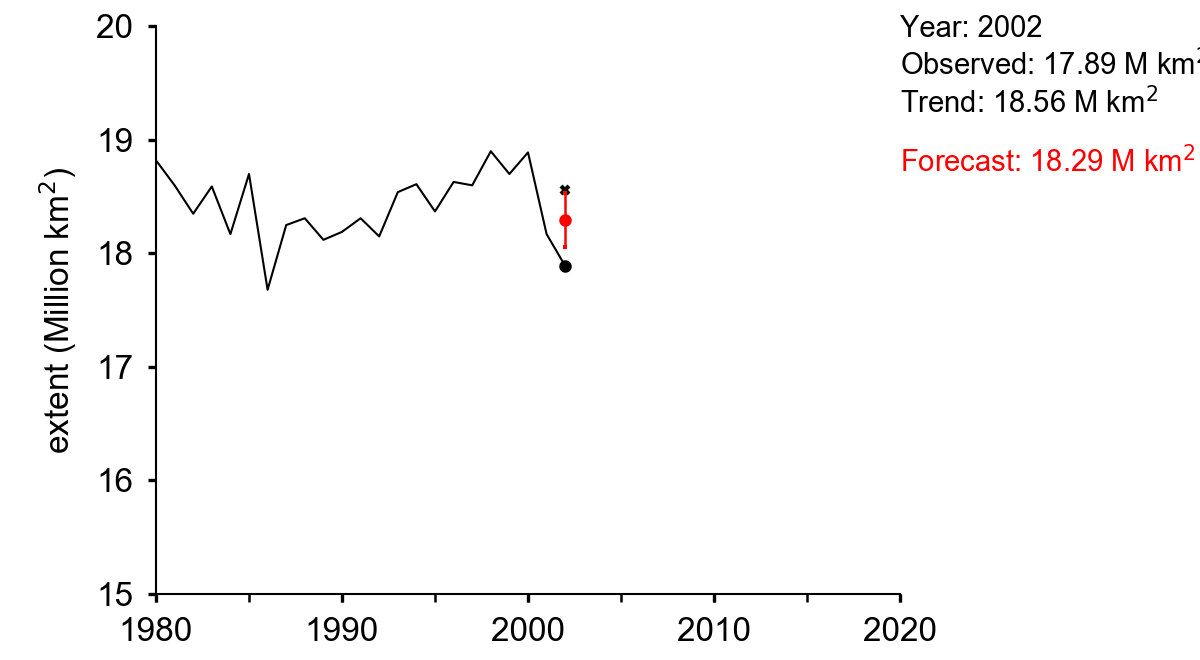 20
19
18
17
16
15
1980
1990
2000
2010
2020
extent (Million km²)
Year: 2002
Observed: 17.89 M km²
Trend: 18.56 M km²
Forecast: 18.29 M km²